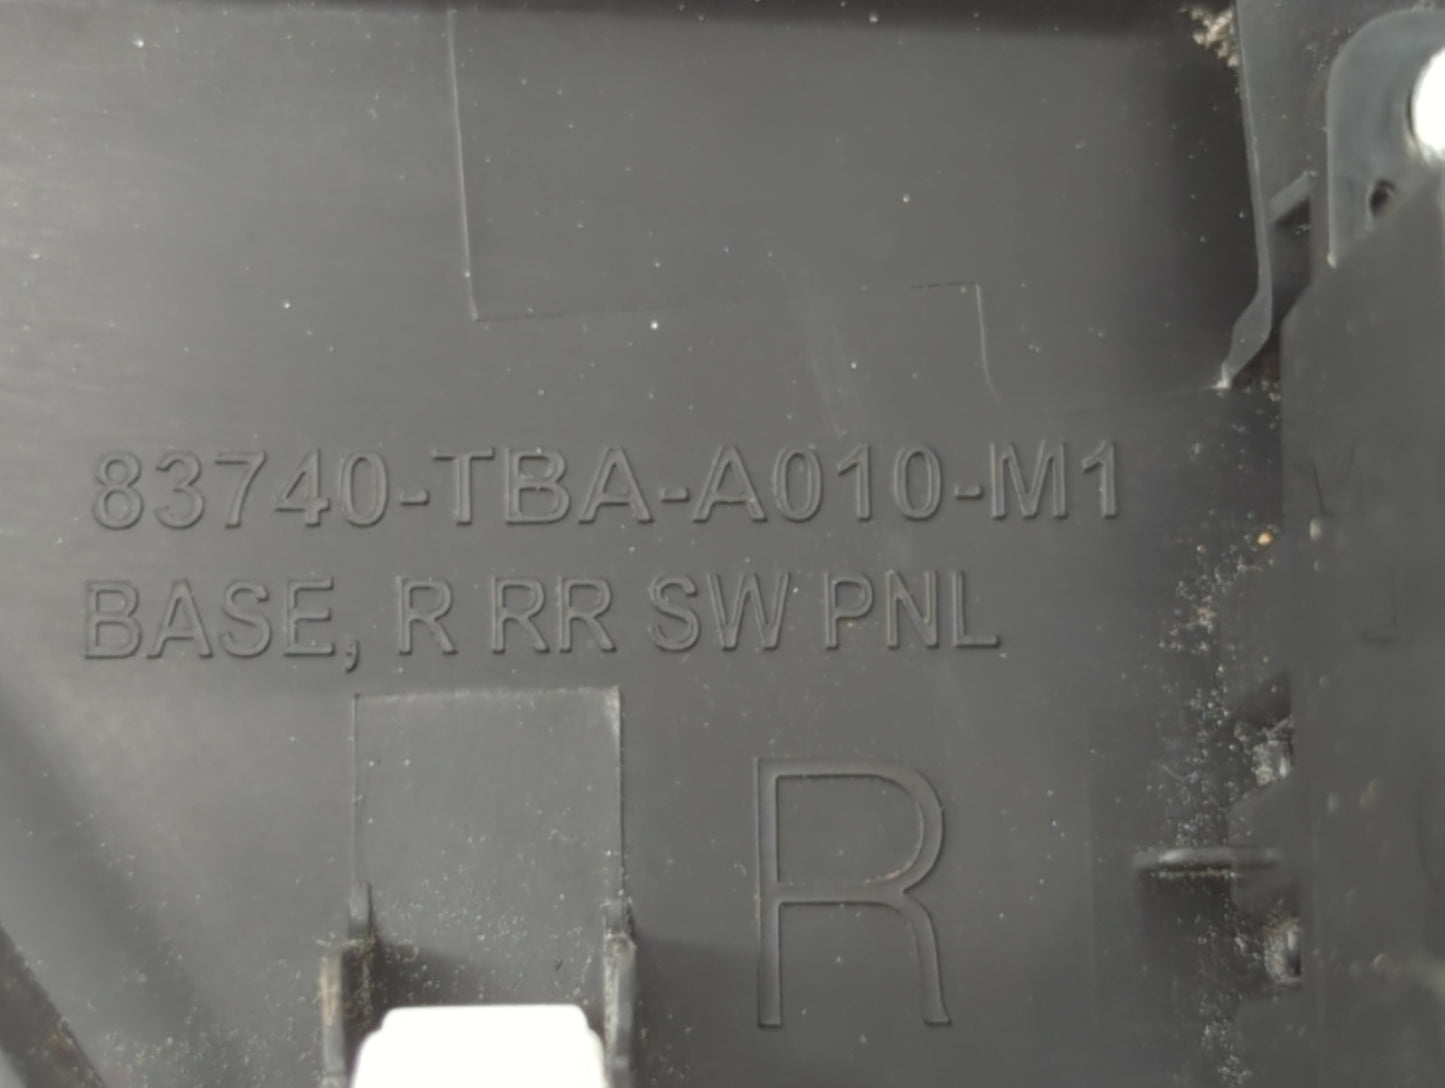 83740-TBA-A010-M1
BASE, R RR SW PNL
R